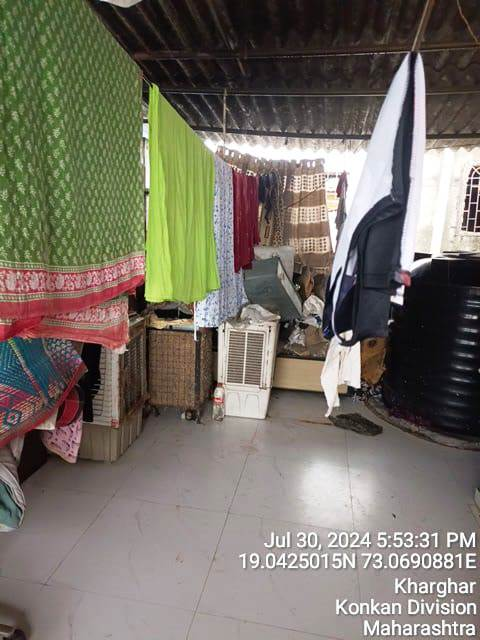 Jul 30, 2024 5:53:31 PM
19.0425015N 73.0690881E
Kharghar
Konkan Division
Maharashtra